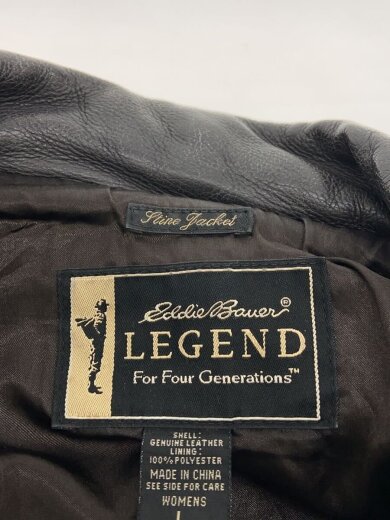 Stine Jacket
Eddie Bauer®
LEGEND
For Four Generations™
SHELL:
GENUINE LEATHER
LINING:
100% POLYESTER
MADE IN CHINA
SEE SIDE FOR CARE
WOMENS